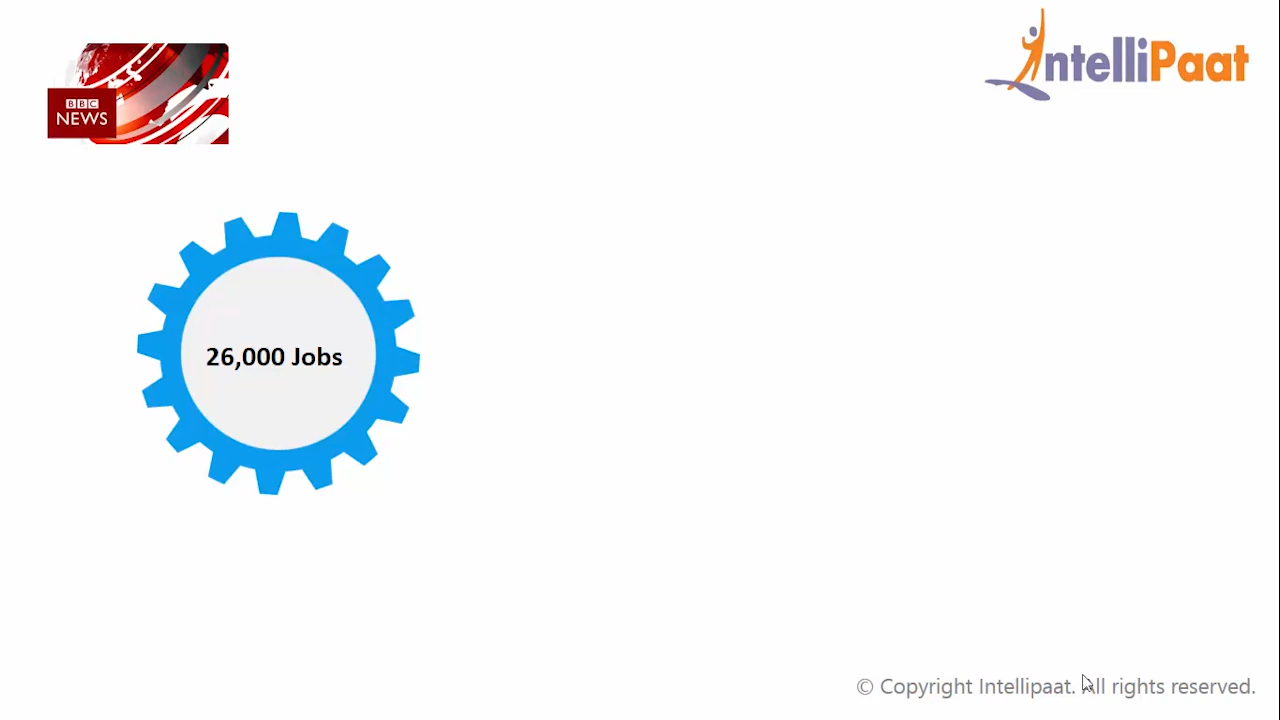 BBC
NEWS
IntelliPaat
26,000 Jobs
© Copyright Intellipaat. All rights reserved.